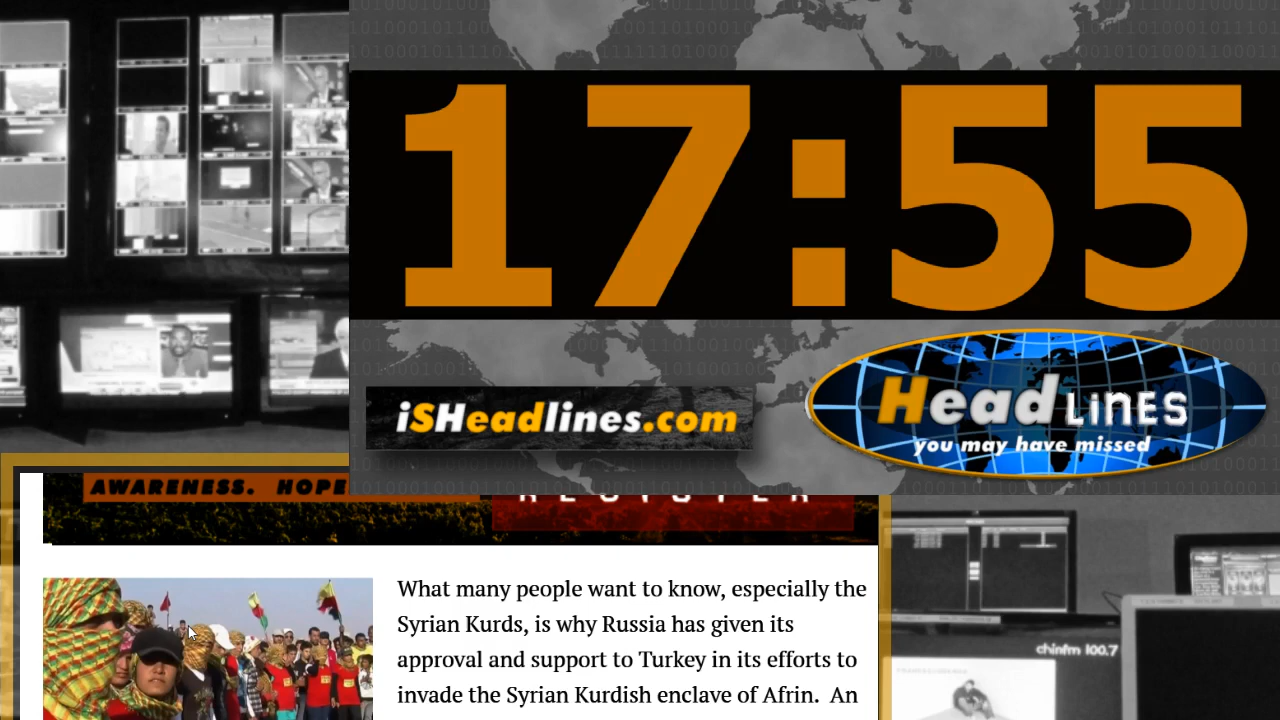 17:55
iSHeadlines.com
HeadLINES
you may have missed
AWARENESS. HOPE
What many people want to know, especially the
Syrian Kurds, is why Russia has given its
approval and support to Turkey in its efforts to
invade the Syrian Kurdish enclave of Afrin. An
chinfm 100.7